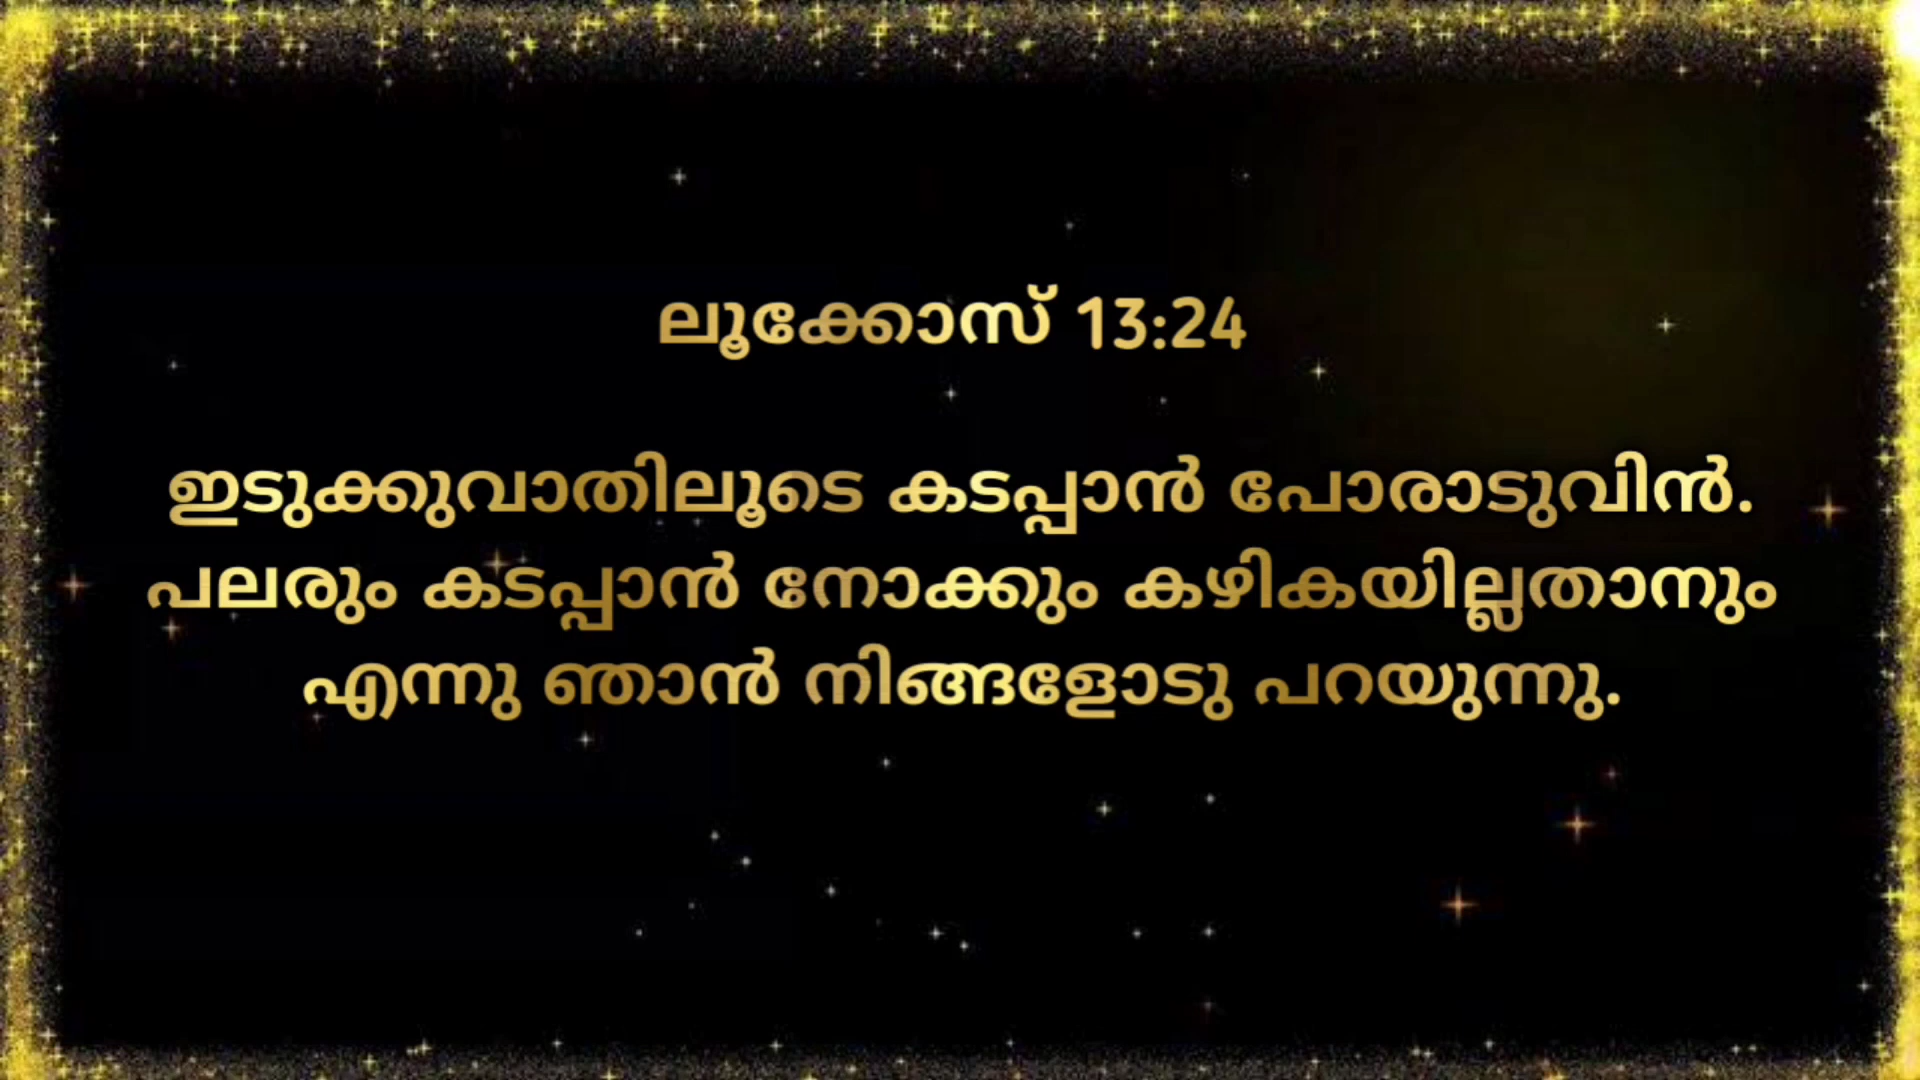 ലൂക്കോസ് 13:24
ഇടുക്കുവാതിലൂടെ കടപ്പാൻ പോരാടുവിൻ.
പലരും കടപ്പാൻ നോക്കും കഴികയില്ലതാനും
എന്നു ഞാൻ നിങ്ങളോടു പറയുന്നു.